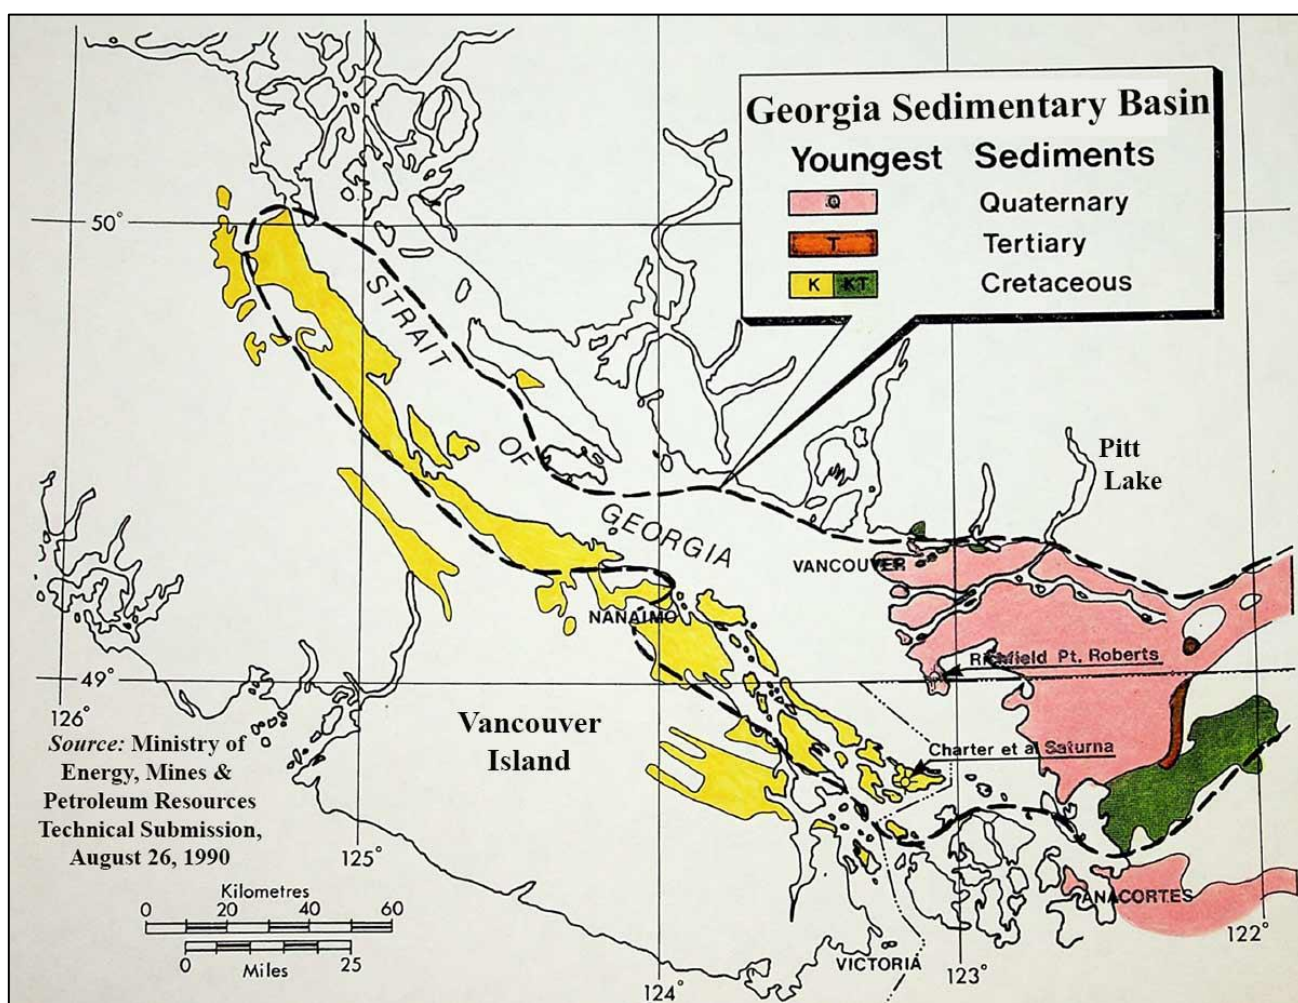 Georgia Sedimentary Basin
Youngest Sediments
Q Quaternary
T Tertiary
K KT Cretaceous
50°
STRAIT
OF
GEORGIA
Pitt
Lake
VANCOUVER
NANAIMO
Richfield Pt. Roberts
49°
126°
Vancouver
Island
Charter et al Saturna
Source: Ministry of
Energy, Mines &
Petroleum Resources
Technical Submission,
August 26, 1990
125°
Kilometres
0 20 40 60
0 25
Miles
ANACORTES
VICTORIA
124°
123°
122°